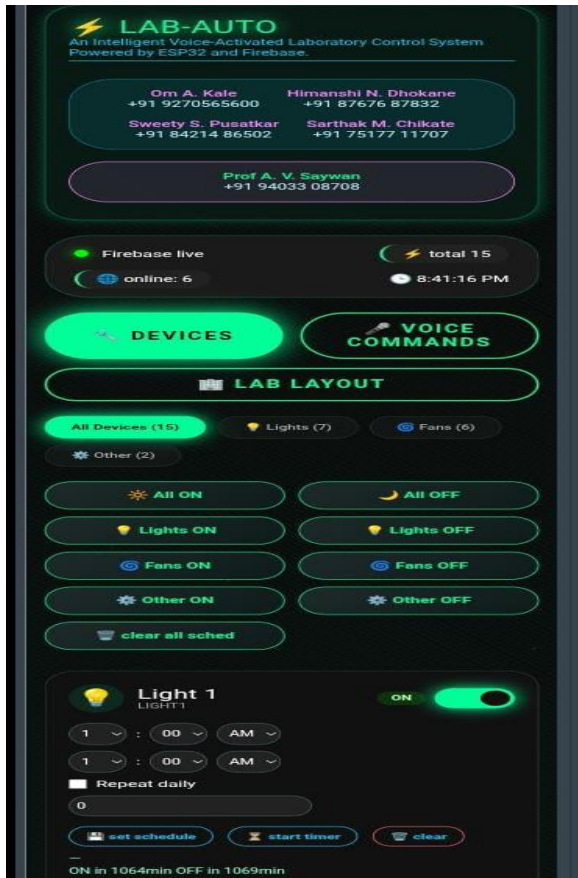 ⚡ LAB-AUTO
An Intelligent Voice-Activated Laboratory Control System
Powered by ESP32 and Firebase.
Om A. Kale Himanshi N. Dhokane
+91 9270565600 +91 87676 87832
Sweety S. Pusatkar Sarthak M. Chikate
+91 84214 86502 +91 75177 11707
Prof A. V. Saywan
+91 94033 08708
Firebase live ⚡ total 15
🌐 online: 6 🕒 8:41:16 PM
🔧 DEVICES 🎤 VOICE
COMMANDS
🏢 LAB LAYOUT
All Devices (15) 💡 Lights (7) 🌀 Fans (6)
⚙️ Other (2)
🔆 All ON 🌙 All OFF
💡 Lights ON 💡 Lights OFF
🌀 Fans ON 🌀 Fans OFF
⚙️ Other ON ⚙️ Other OFF
🗑️ clear all sched
💡 Light 1 ON
LIGHT1
1 : 00 AM
1 : 00 AM
Repeat daily
0
💾 set schedule ⏳ start timer 🗑️ clear
—
ON in 1064min OFF in 1069min